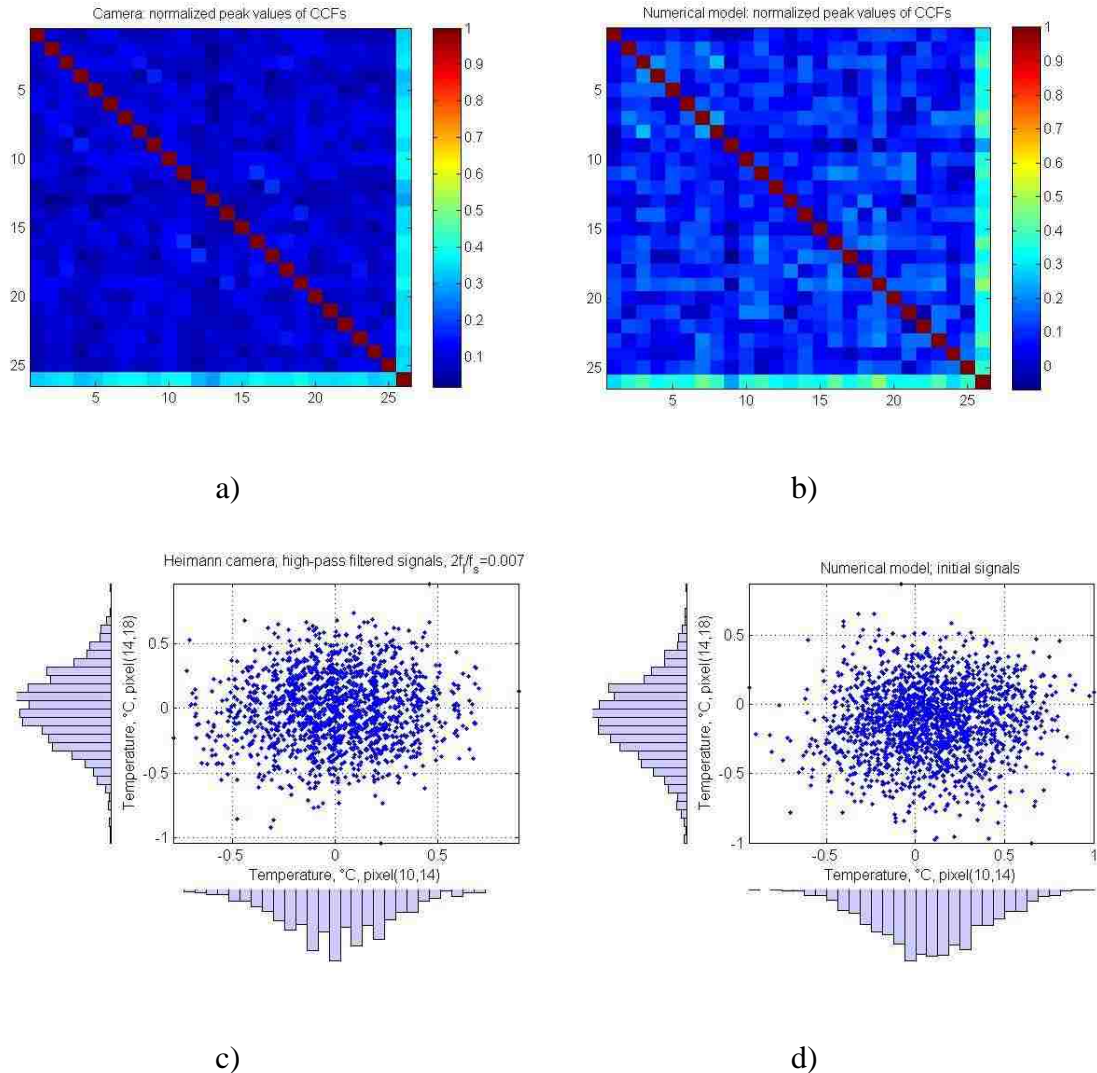 Camera: normalized peak values of CCFs
5
10
15
20
25
5 10 15 20 25
1
0.9
0.8
0.7
0.6
0.5
0.4
0.3
0.2
0.1
Numerical model: normalized peak values of CCFs
5
10
15
20
25
5 10 15 20 25
1
0.9
0.8
0.7
0.6
0.5
0.4
0.3
0.2
0.1
0
a)
b)
Heimann camera; high-pass filtered signals, 2f_l/f_s=0.007
Temperature, °C, pixel(14,18)
0.5
0
-0.5
-1
-0.5 0 0.5
Temperature, °C, pixel(10,14)
Numerical model; initial signals
Temperature, °C, pixel(14,18)
0.5
0
-0.5
-1
-0.5 0 0.5 1
Temperature, °C, pixel(10,14)
c)
d)